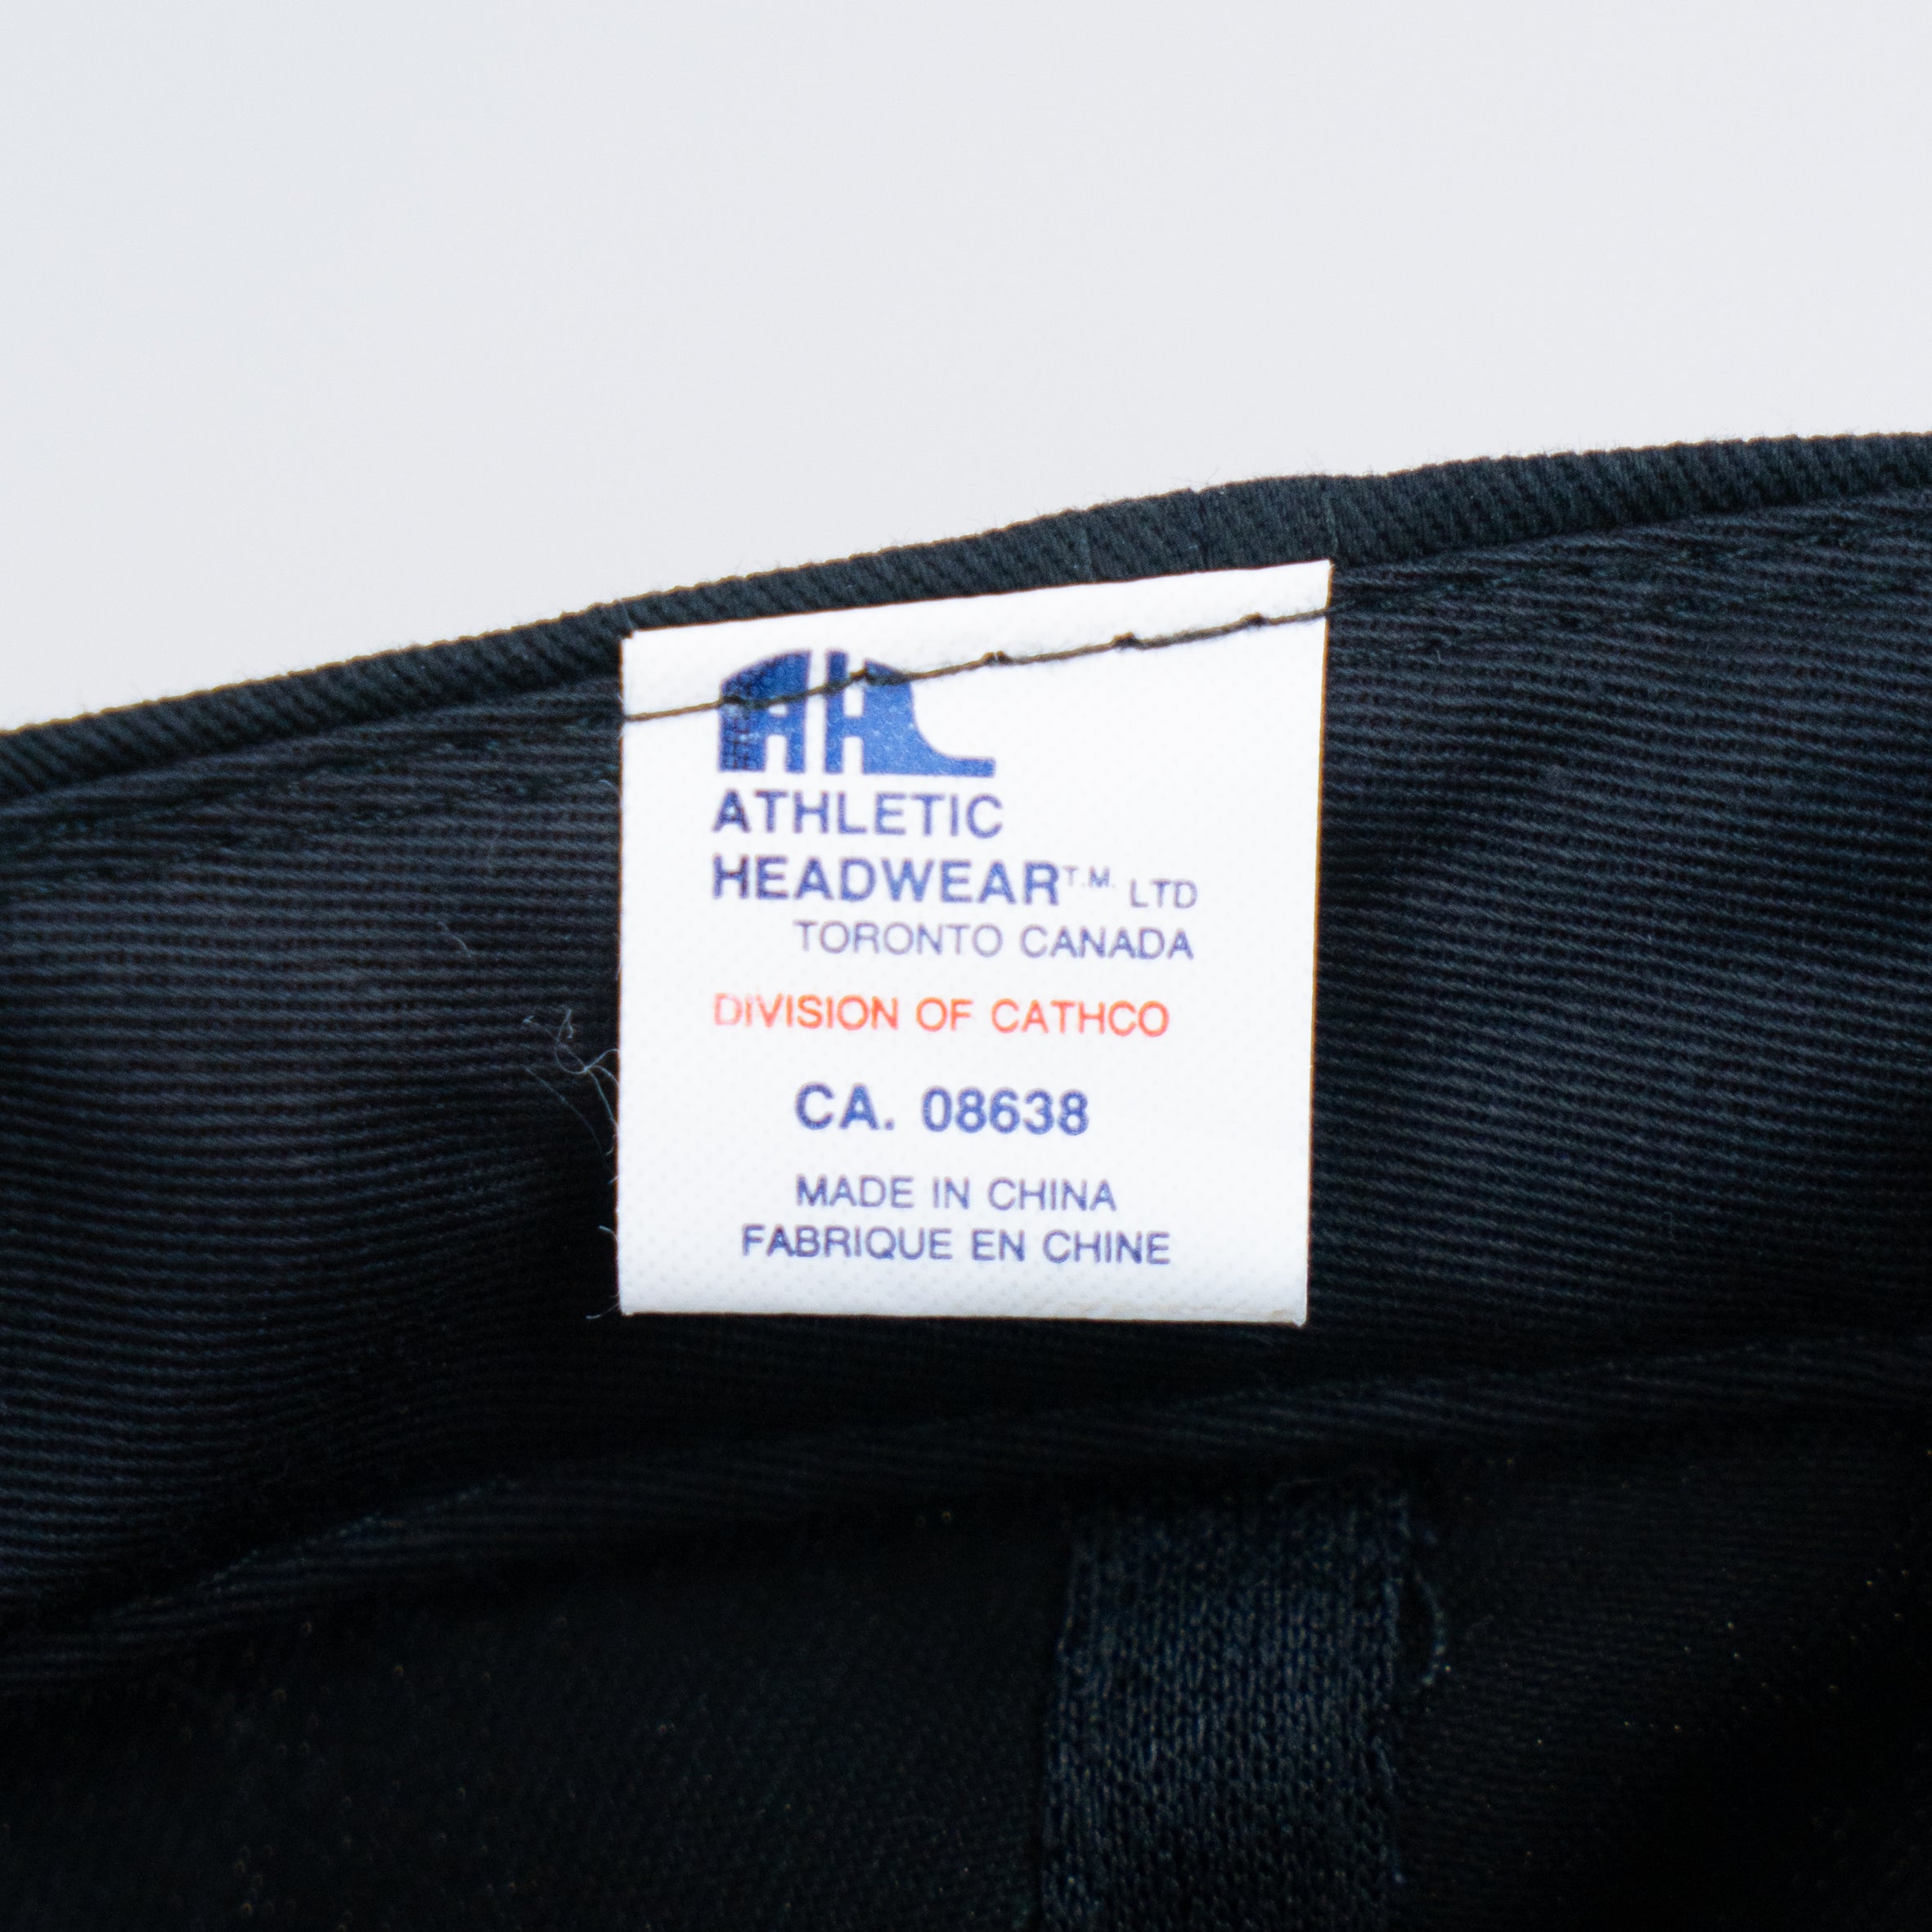 AH
ATHLETIC
HEADWEAR T.M. LTD
TORONTO CANADA
DIVISION OF CATHCO
CA. 08638
MADE IN CHINA
FABRIQUE EN CHINE